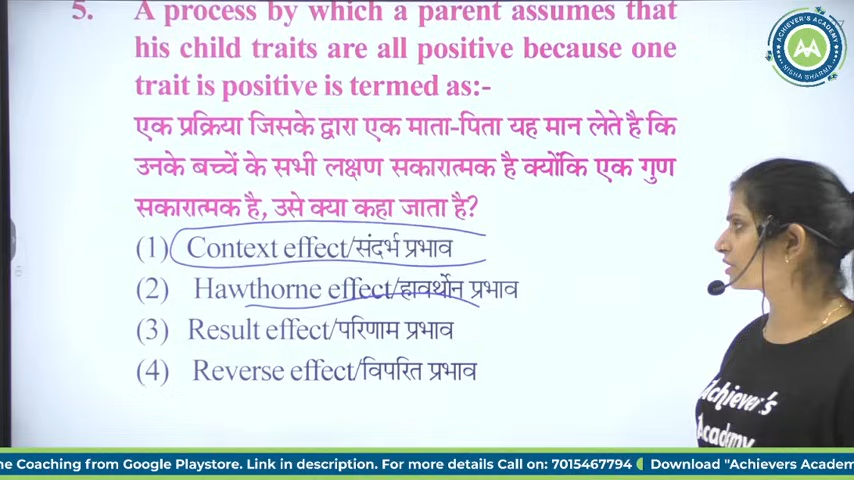 5. A process by which a parent assumes that
his child traits are all positive because one
trait is positive is termed as:-
एक प्रक्रिया जिसके द्वारा एक माता-पिता यह मान लेते है कि
उनके बच्चें के सभी लक्षण सकारात्मक है क्योंकि एक गुण
सकारात्मक है, उसे क्या कहा जाता है?
(1) Context effect/संदर्भ प्रभाव
(2) Hawthorne effect/हावर्थोन प्रभाव
(3) Result effect/परिणाम प्रभाव
(4) Reverse effect/विपरित प्रभाव
ACHIEVER'S ACADEMY
NISHA SHARMA
Achiever's
Academy
ne Coaching from Google Playstore. Link in description. For more details Call on: 7015467794 Download "Achievers Academ